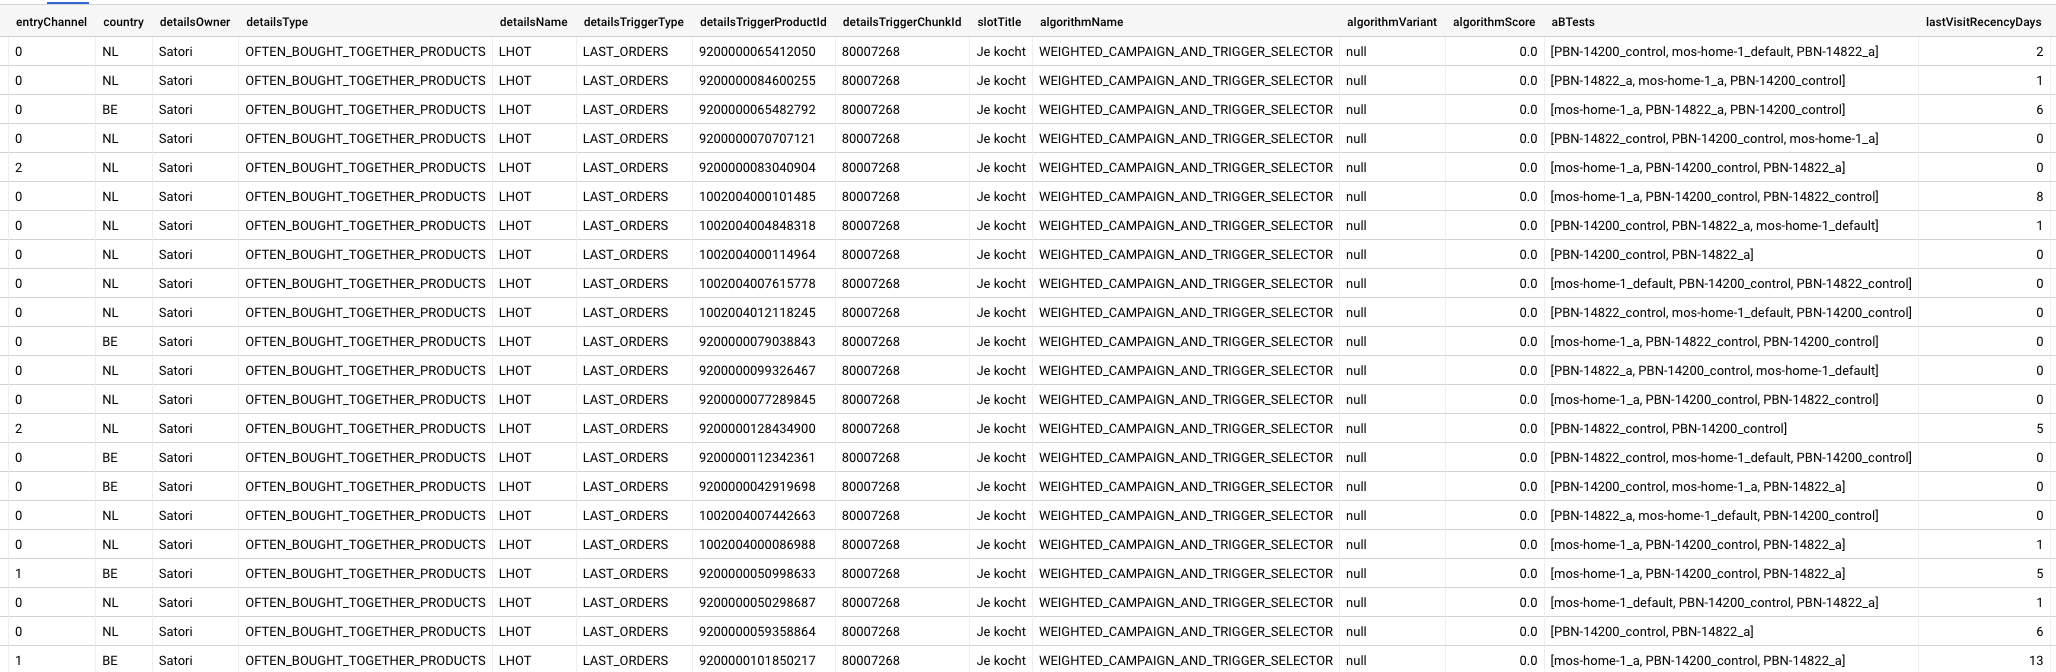 entryChannel country detailsOwner detailsType detailsName detailsTriggerType detailsTriggerProductId detailsTriggerChunkId slotTitle algorithmName algorithmVariant algorithmScore aBTests lastVisitRecencyDays
0 NL Satori OFTEN_BOUGHT_TOGETHER_PRODUCTS LHOT LAST_ORDERS 9200000065412050 80007268 Je kocht WEIGHTED_CAMPAIGN_AND_TRIGGER_SELECTOR null 0.0 [PBN-14200_control, mos-home-1_default, PBN-14822_a] 2
0 NL Satori OFTEN_BOUGHT_TOGETHER_PRODUCTS LHOT LAST_ORDERS 9200000084600255 80007268 Je kocht WEIGHTED_CAMPAIGN_AND_TRIGGER_SELECTOR null 0.0 [PBN-14822_a, mos-home-1_a, PBN-14200_control] 1
0 BE Satori OFTEN_BOUGHT_TOGETHER_PRODUCTS LHOT LAST_ORDERS 9200000065482792 80007268 Je kocht WEIGHTED_CAMPAIGN_AND_TRIGGER_SELECTOR null 0.0 [mos-home-1_a, PBN-14822_a, PBN-14200_control] 6
0 NL Satori OFTEN_BOUGHT_TOGETHER_PRODUCTS LHOT LAST_ORDERS 9200000070707121 80007268 Je kocht WEIGHTED_CAMPAIGN_AND_TRIGGER_SELECTOR null 0.0 [PBN-14822_control, PBN-14200_control, mos-home-1_a] 0
2 NL Satori OFTEN_BOUGHT_TOGETHER_PRODUCTS LHOT LAST_ORDERS 9200000083040904 80007268 Je kocht WEIGHTED_CAMPAIGN_AND_TRIGGER_SELECTOR null 0.0 [mos-home-1_a, PBN-14200_control, PBN-14822_a] 0
0 NL Satori OFTEN_BOUGHT_TOGETHER_PRODUCTS LHOT LAST_ORDERS 1002004000101485 80007268 Je kocht WEIGHTED_CAMPAIGN_AND_TRIGGER_SELECTOR null 0.0 [mos-home-1_a, PBN-14200_control, PBN-14822_control] 8
0 NL Satori OFTEN_BOUGHT_TOGETHER_PRODUCTS LHOT LAST_ORDERS 1002004004848318 80007268 Je kocht WEIGHTED_CAMPAIGN_AND_TRIGGER_SELECTOR null 0.0 [PBN-14200_control, PBN-14822_a, mos-home-1_default] 1
0 NL Satori OFTEN_BOUGHT_TOGETHER_PRODUCTS LHOT LAST_ORDERS 1002004000114964 80007268 Je kocht WEIGHTED_CAMPAIGN_AND_TRIGGER_SELECTOR null 0.0 [PBN-14200_control, PBN-14822_a] 0
0 NL Satori OFTEN_BOUGHT_TOGETHER_PRODUCTS LHOT LAST_ORDERS 1002004007615778 80007268 Je kocht WEIGHTED_CAMPAIGN_AND_TRIGGER_SELECTOR null 0.0 [mos-home-1_default, PBN-14200_control, PBN-14822_control] 0
0 NL Satori OFTEN_BOUGHT_TOGETHER_PRODUCTS LHOT LAST_ORDERS 1002004012118245 80007268 Je kocht WEIGHTED_CAMPAIGN_AND_TRIGGER_SELECTOR null 0.0 [PBN-14822_control, mos-home-1_default, PBN-14200_control] 0
0 BE Satori OFTEN_BOUGHT_TOGETHER_PRODUCTS LHOT LAST_ORDERS 9200000079038843 80007268 Je kocht WEIGHTED_CAMPAIGN_AND_TRIGGER_SELECTOR null 0.0 [mos-home-1_a, PBN-14822_control, PBN-14200_control] 0
0 NL Satori OFTEN_BOUGHT_TOGETHER_PRODUCTS LHOT LAST_ORDERS 9200000099326467 80007268 Je kocht WEIGHTED_CAMPAIGN_AND_TRIGGER_SELECTOR null 0.0 [PBN-14822_a, PBN-14200_control, mos-home-1_default] 0
0 NL Satori OFTEN_BOUGHT_TOGETHER_PRODUCTS LHOT LAST_ORDERS 9200000077289845 80007268 Je kocht WEIGHTED_CAMPAIGN_AND_TRIGGER_SELECTOR null 0.0 [mos-home-1_a, PBN-14200_control, PBN-14822_control] 0
2 NL Satori OFTEN_BOUGHT_TOGETHER_PRODUCTS LHOT LAST_ORDERS 9200000128434900 80007268 Je kocht WEIGHTED_CAMPAIGN_AND_TRIGGER_SELECTOR null 0.0 [PBN-14822_control, PBN-14200_control] 5
0 BE Satori OFTEN_BOUGHT_TOGETHER_PRODUCTS LHOT LAST_ORDERS 9200000112342361 80007268 Je kocht WEIGHTED_CAMPAIGN_AND_TRIGGER_SELECTOR null 0.0 [PBN-14822_control, mos-home-1_default, PBN-14200_control] 0
0 BE Satori OFTEN_BOUGHT_TOGETHER_PRODUCTS LHOT LAST_ORDERS 9200000042919698 80007268 Je kocht WEIGHTED_CAMPAIGN_AND_TRIGGER_SELECTOR null 0.0 [PBN-14200_control, mos-home-1_a, PBN-14822_a] 0
0 NL Satori OFTEN_BOUGHT_TOGETHER_PRODUCTS LHOT LAST_ORDERS 1002004007442663 80007268 Je kocht WEIGHTED_CAMPAIGN_AND_TRIGGER_SELECTOR null 0.0 [PBN-14822_a, mos-home-1_default, PBN-14200_control] 0
0 NL Satori OFTEN_BOUGHT_TOGETHER_PRODUCTS LHOT LAST_ORDERS 1002004000086988 80007268 Je kocht WEIGHTED_CAMPAIGN_AND_TRIGGER_SELECTOR null 0.0 [mos-home-1_a, PBN-14200_control, PBN-14822_a] 1
1 BE Satori OFTEN_BOUGHT_TOGETHER_PRODUCTS LHOT LAST_ORDERS 9200000050998633 80007268 Je kocht WEIGHTED_CAMPAIGN_AND_TRIGGER_SELECTOR null 0.0 [mos-home-1_a, PBN-14200_control, PBN-14822_a] 5
0 NL Satori OFTEN_BOUGHT_TOGETHER_PRODUCTS LHOT LAST_ORDERS 9200000050298687 80007268 Je kocht WEIGHTED_CAMPAIGN_AND_TRIGGER_SELECTOR null 0.0 [mos-home-1_default, PBN-14200_control, PBN-14822_a] 1
0 NL Satori OFTEN_BOUGHT_TOGETHER_PRODUCTS LHOT LAST_ORDERS 9200000059358864 80007268 Je kocht WEIGHTED_CAMPAIGN_AND_TRIGGER_SELECTOR null 0.0 [PBN-14200_control, PBN-14822_a] 6
1 BE Satori OFTEN_BOUGHT_TOGETHER_PRODUCTS LHOT LAST_ORDERS 9200000101850217 80007268 Je kocht WEIGHTED_CAMPAIGN_AND_TRIGGER_SELECTOR null 0.0 [mos-home-1_a, PBN-14200_control, PBN-14822_a] 13